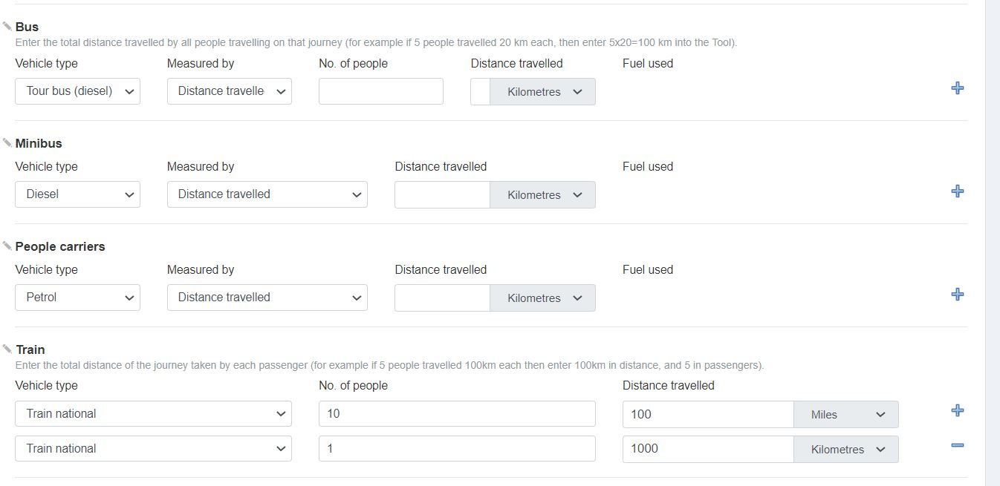 Bus
Enter the total distance travelled by all people travelling on that journey (for example if 5 people travelled 20 km each, then enter 5x20=100 km into the Tool).
Vehicle type Measured by No. of people Distance travelled Fuel used
Tour bus (diesel) Distance travelle Kilometres
Minibus
Vehicle type Measured by Distance travelled Fuel used
Diesel Distance travelled Kilometres
People carriers
Vehicle type Measured by Distance travelled Fuel used
Petrol Distance travelled Kilometres
Train
Enter the total distance of the journey taken by each passenger (for example if 5 people travelled 100km each then enter 100km in distance, and 5 in passengers).
Vehicle type No. of people Distance travelled
Train national 10 100 Miles
Train national 1 1000 Kilometres